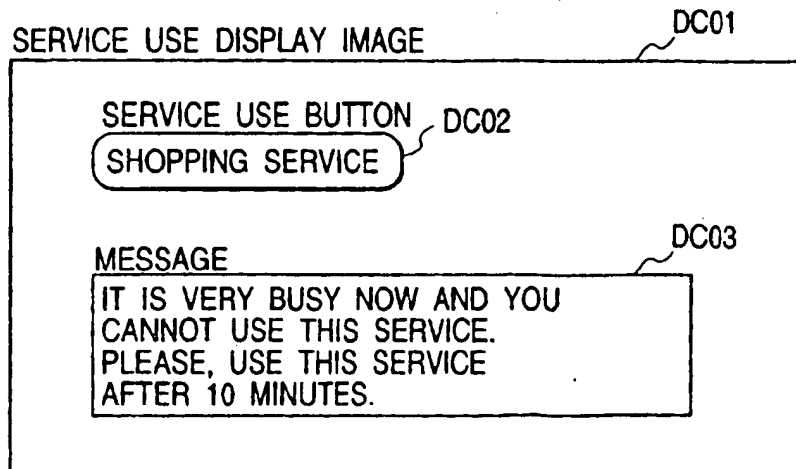 SERVICE USE DISPLAY IMAGE
DC01
SERVICE USE BUTTON
DC02
SHOPPING SERVICE
DC03
MESSAGE
IT IS VERY BUSY NOW AND YOU
CANNOT USE THIS SERVICE.
PLEASE, USE THIS SERVICE
AFTER 10 MINUTES.